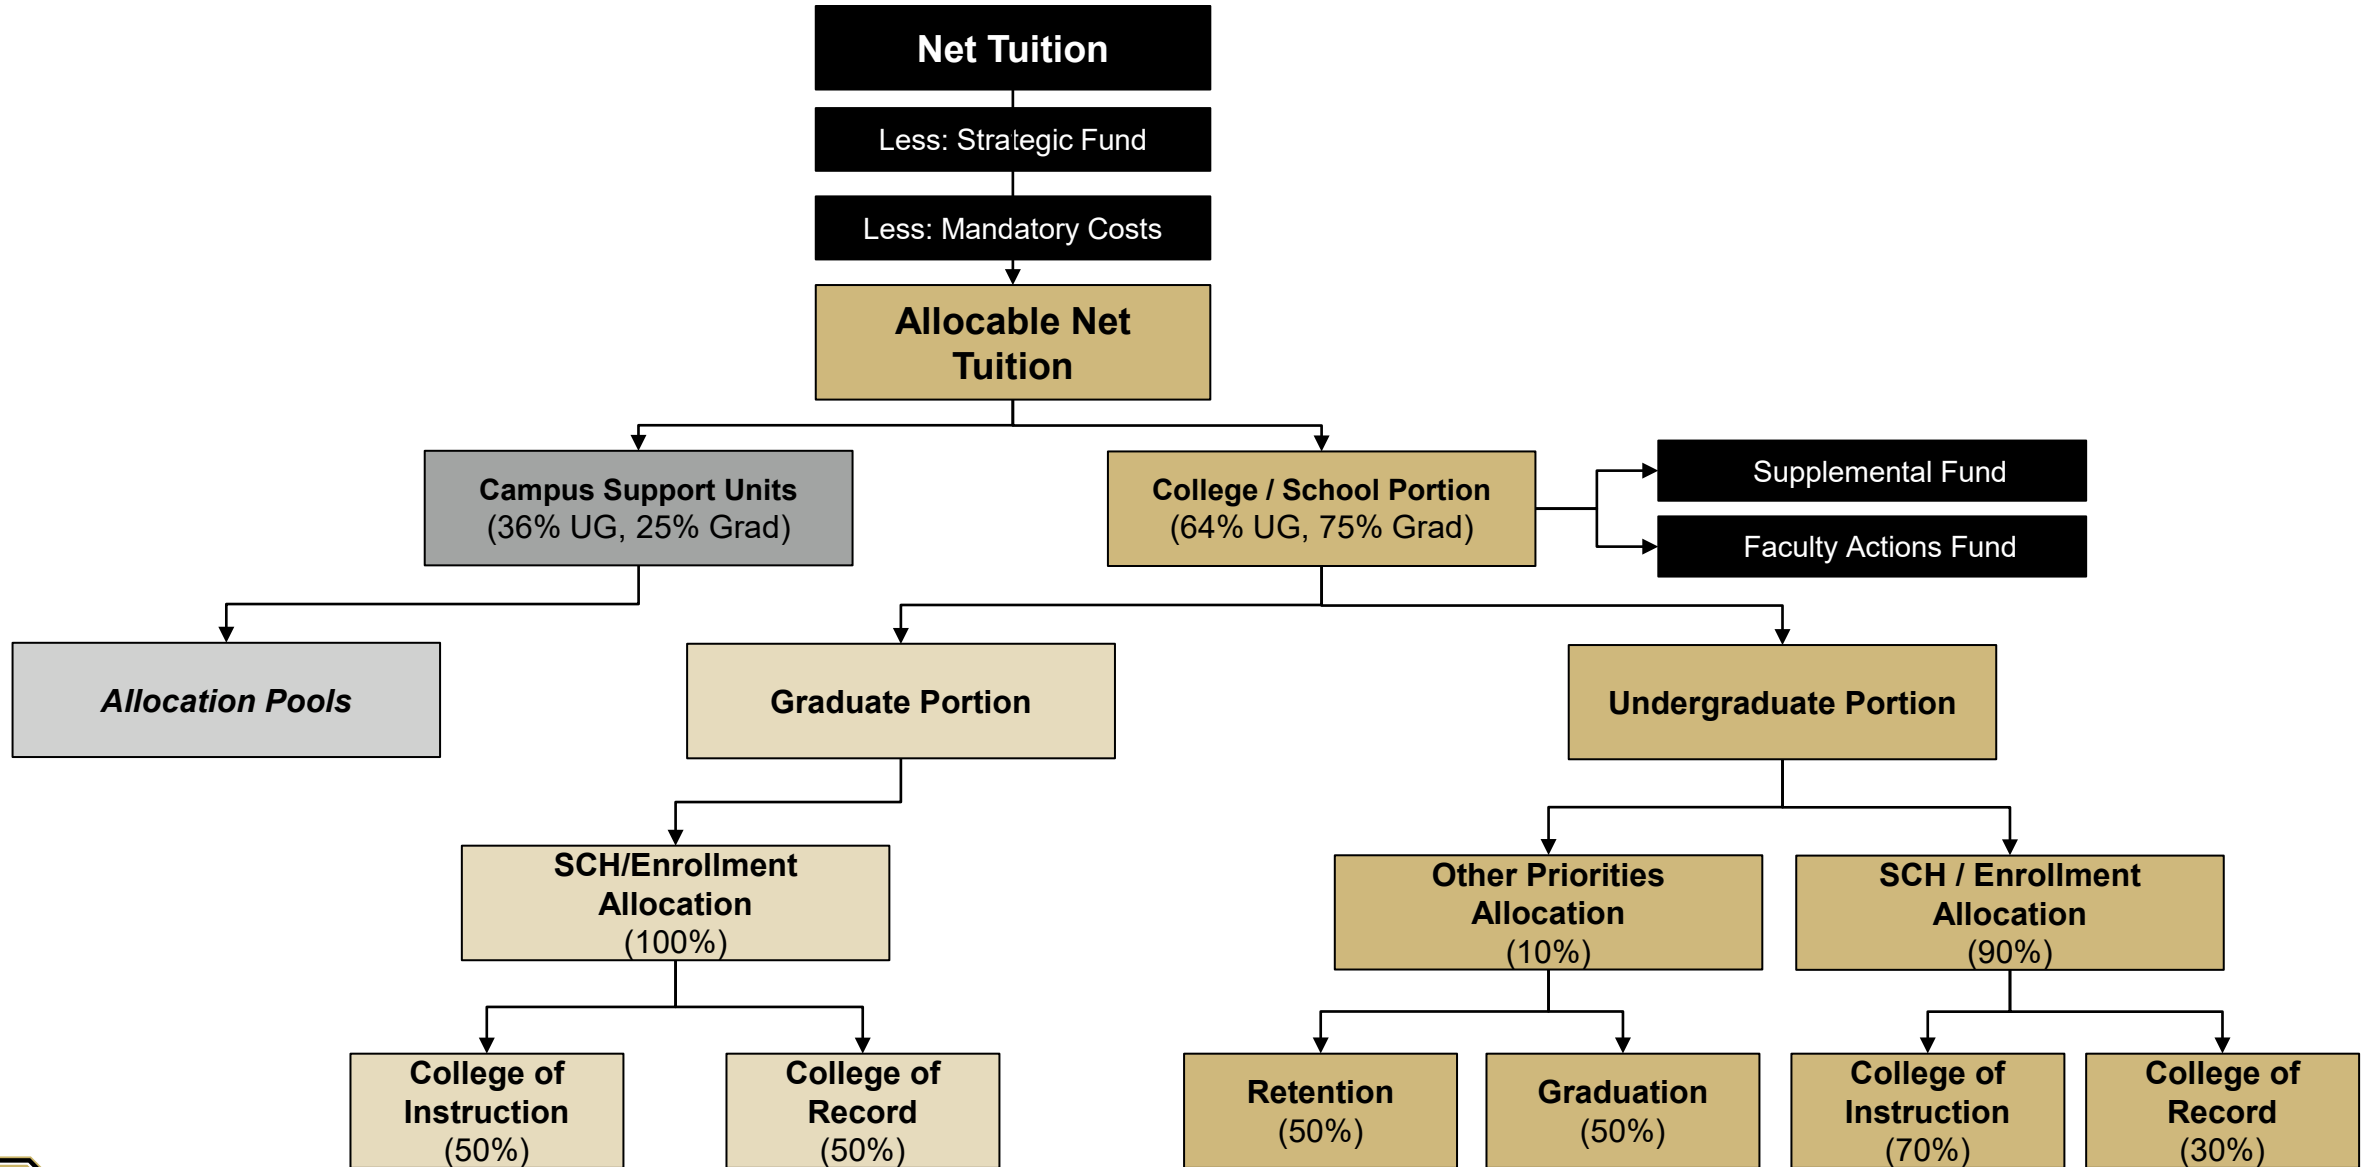 Net Tuition
Less: Strategic Fund
Less: Mandatory Costs
Allocable Net
Tuition
Campus Support Units
(36% UG, 25% Grad)
College / School Portion
(64% UG, 75% Grad)
Supplemental Fund
Faculty Actions Fund
Allocation Pools
Graduate Portion
Undergraduate Portion
SCH/Enrollment
Allocation
(100%)
Other Priorities
Allocation
(10%)
SCH / Enrollment
Allocation
(90%)
College of
Instruction
(50%)
College of
Record
(50%)
Retention
(50%)
Graduation
(50%)
College of
Instruction
(70%)
College of
Record
(30%)